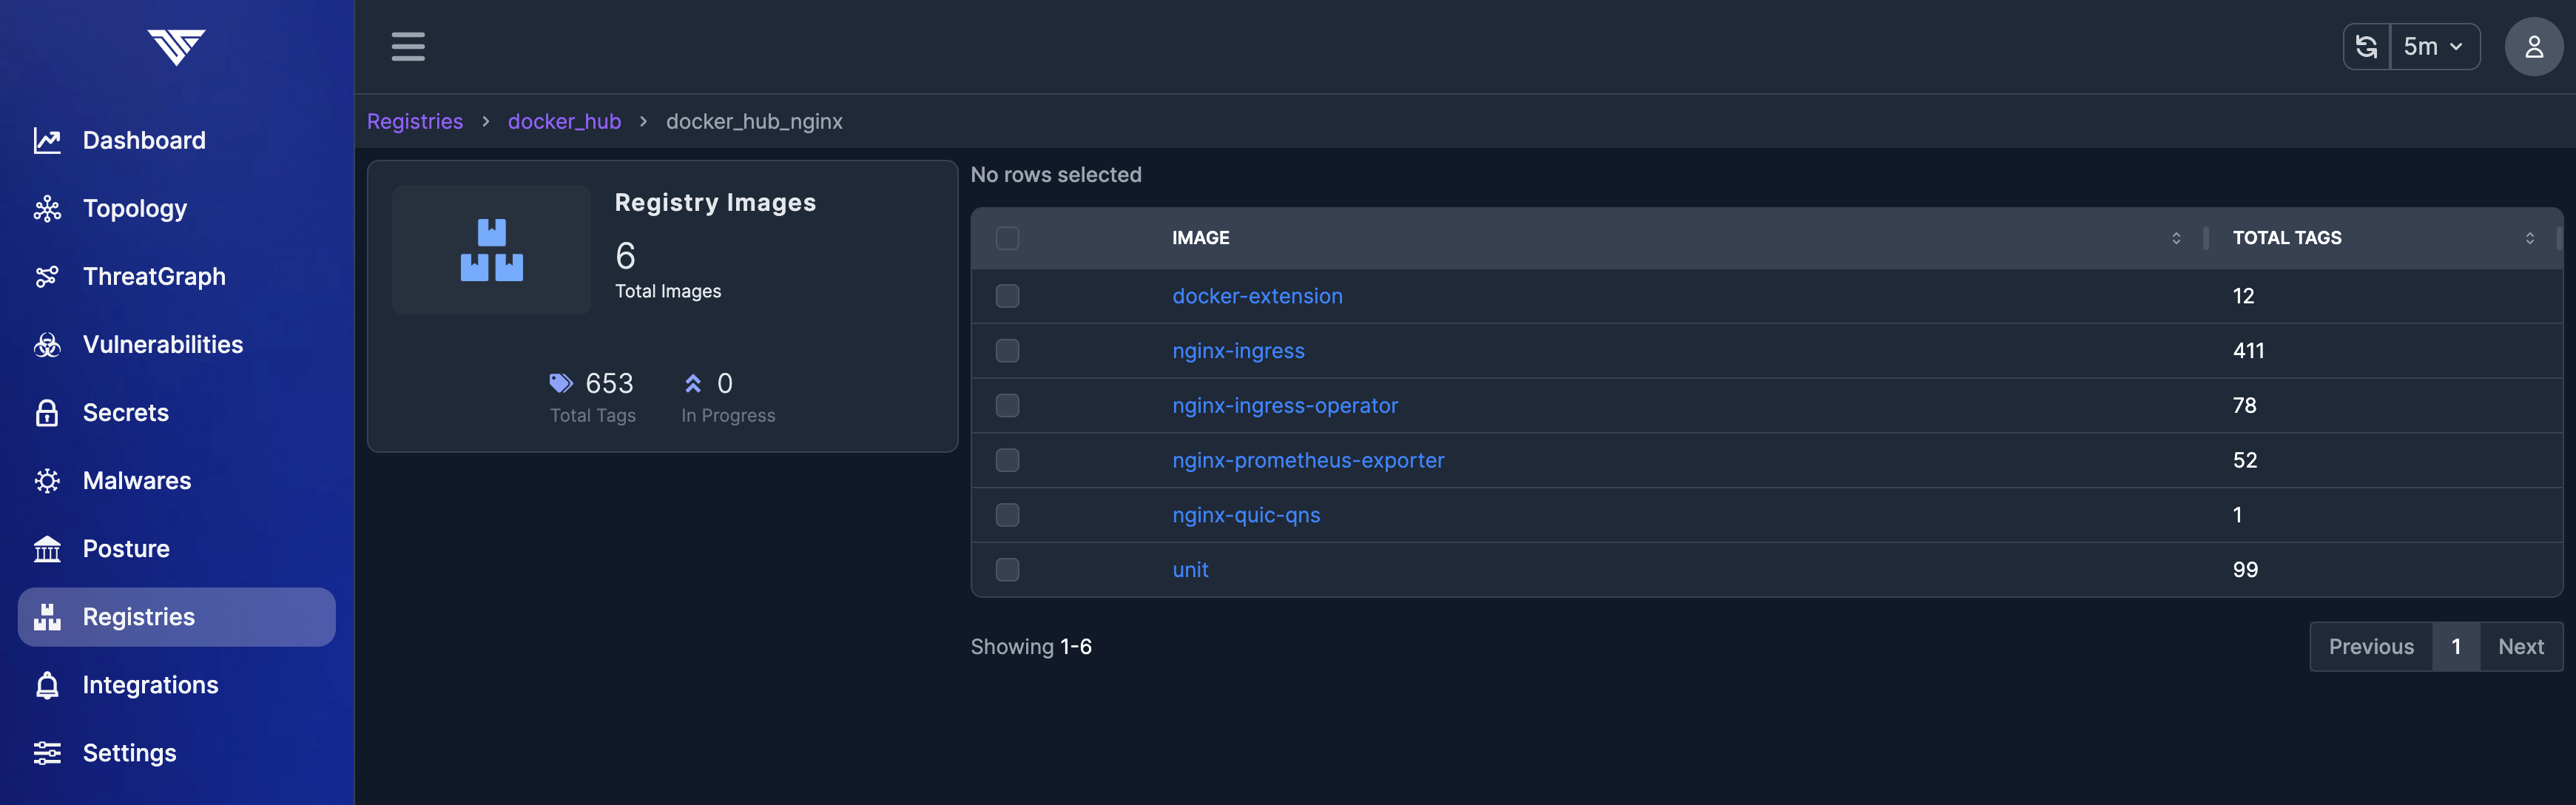 5m
Dashboard
Topology
ThreatGraph
Vulnerabilities
Secrets
Malwares
Posture
Registries
Integrations
Settings
Registries > docker_hub > docker_hub_nginx
Registry Images
6
Total Images
653
Total Tags
0
In Progress
No rows selected
IMAGE TOTAL TAGS
docker-extension 12
nginx-ingress 411
nginx-ingress-operator 78
nginx-prometheus-exporter 52
nginx-quic-qns 1
unit 99
Showing 1-6
Previous 1 Next